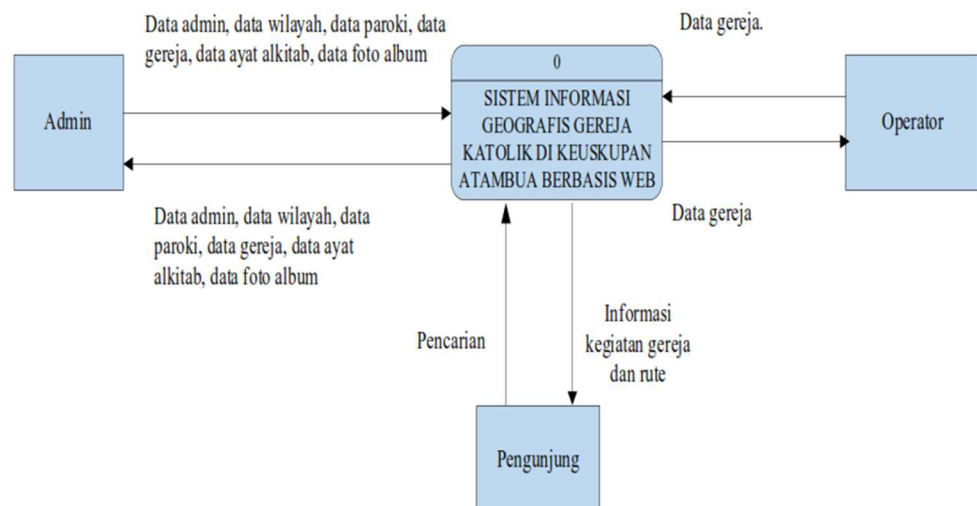 Data admin, data wilayah, data paroki, data
gereja, data ayat alkitab, data foto album
Data gereja.
Admin
0
SISTEM INFORMASI
GEOGRAFIS GEREJA
KATOLIK DI KEUSKUPAN
ATAMBUA BERBASIS WEB
Operator
Data admin, data wilayah, data
paroki, data gereja, data ayat
alkitab, data foto album
Data gereja
Pencarian
Informasi
kegiatan gereja
dan rute
Pengunjung